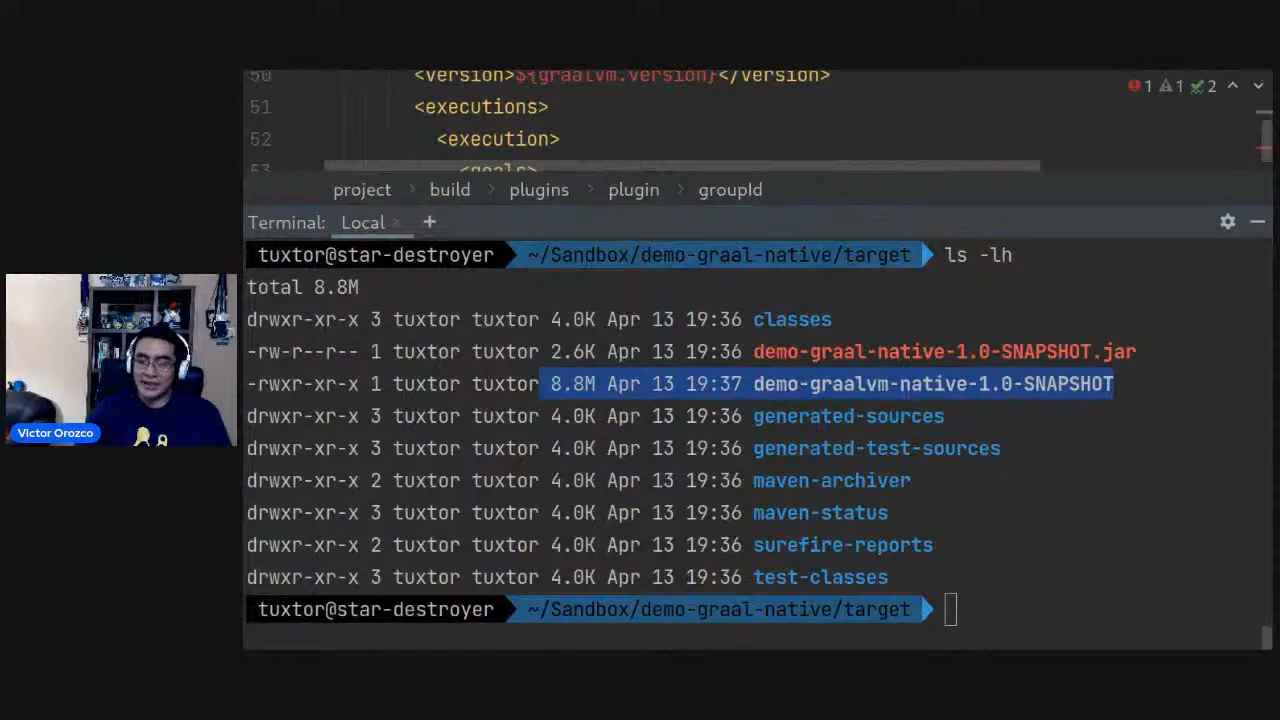 50 <version>${graalvm.version}</version>
1 1 2
51 <executions>
52 <execution>
53 <goals>
project > build > plugins > plugin > groupId
Terminal: Local × +
tuxtor@star-destroyer ~/Sandbox/demo-graal-native/target ls -lh
total 8.8M
drwxr-xr-x 3 tuxtor tuxtor 4.0K Apr 13 19:36 classes
-rw-r--r-- 1 tuxtor tuxtor 2.6K Apr 13 19:36 demo-graal-native-1.0-SNAPSHOT.jar
-rwxr-xr-x 1 tuxtor tuxtor 8.8M Apr 13 19:37 demo-graalvm-native-1.0-SNAPSHOT
drwxr-xr-x 3 tuxtor tuxtor 4.0K Apr 13 19:36 generated-sources
drwxr-xr-x 3 tuxtor tuxtor 4.0K Apr 13 19:36 generated-test-sources
drwxr-xr-x 2 tuxtor tuxtor 4.0K Apr 13 19:36 maven-archiver
drwxr-xr-x 3 tuxtor tuxtor 4.0K Apr 13 19:36 maven-status
drwxr-xr-x 2 tuxtor tuxtor 4.0K Apr 13 19:36 surefire-reports
drwxr-xr-x 3 tuxtor tuxtor 4.0K Apr 13 19:36 test-classes
tuxtor@star-destroyer ~/Sandbox/demo-graal-native/target
Victor Orozco